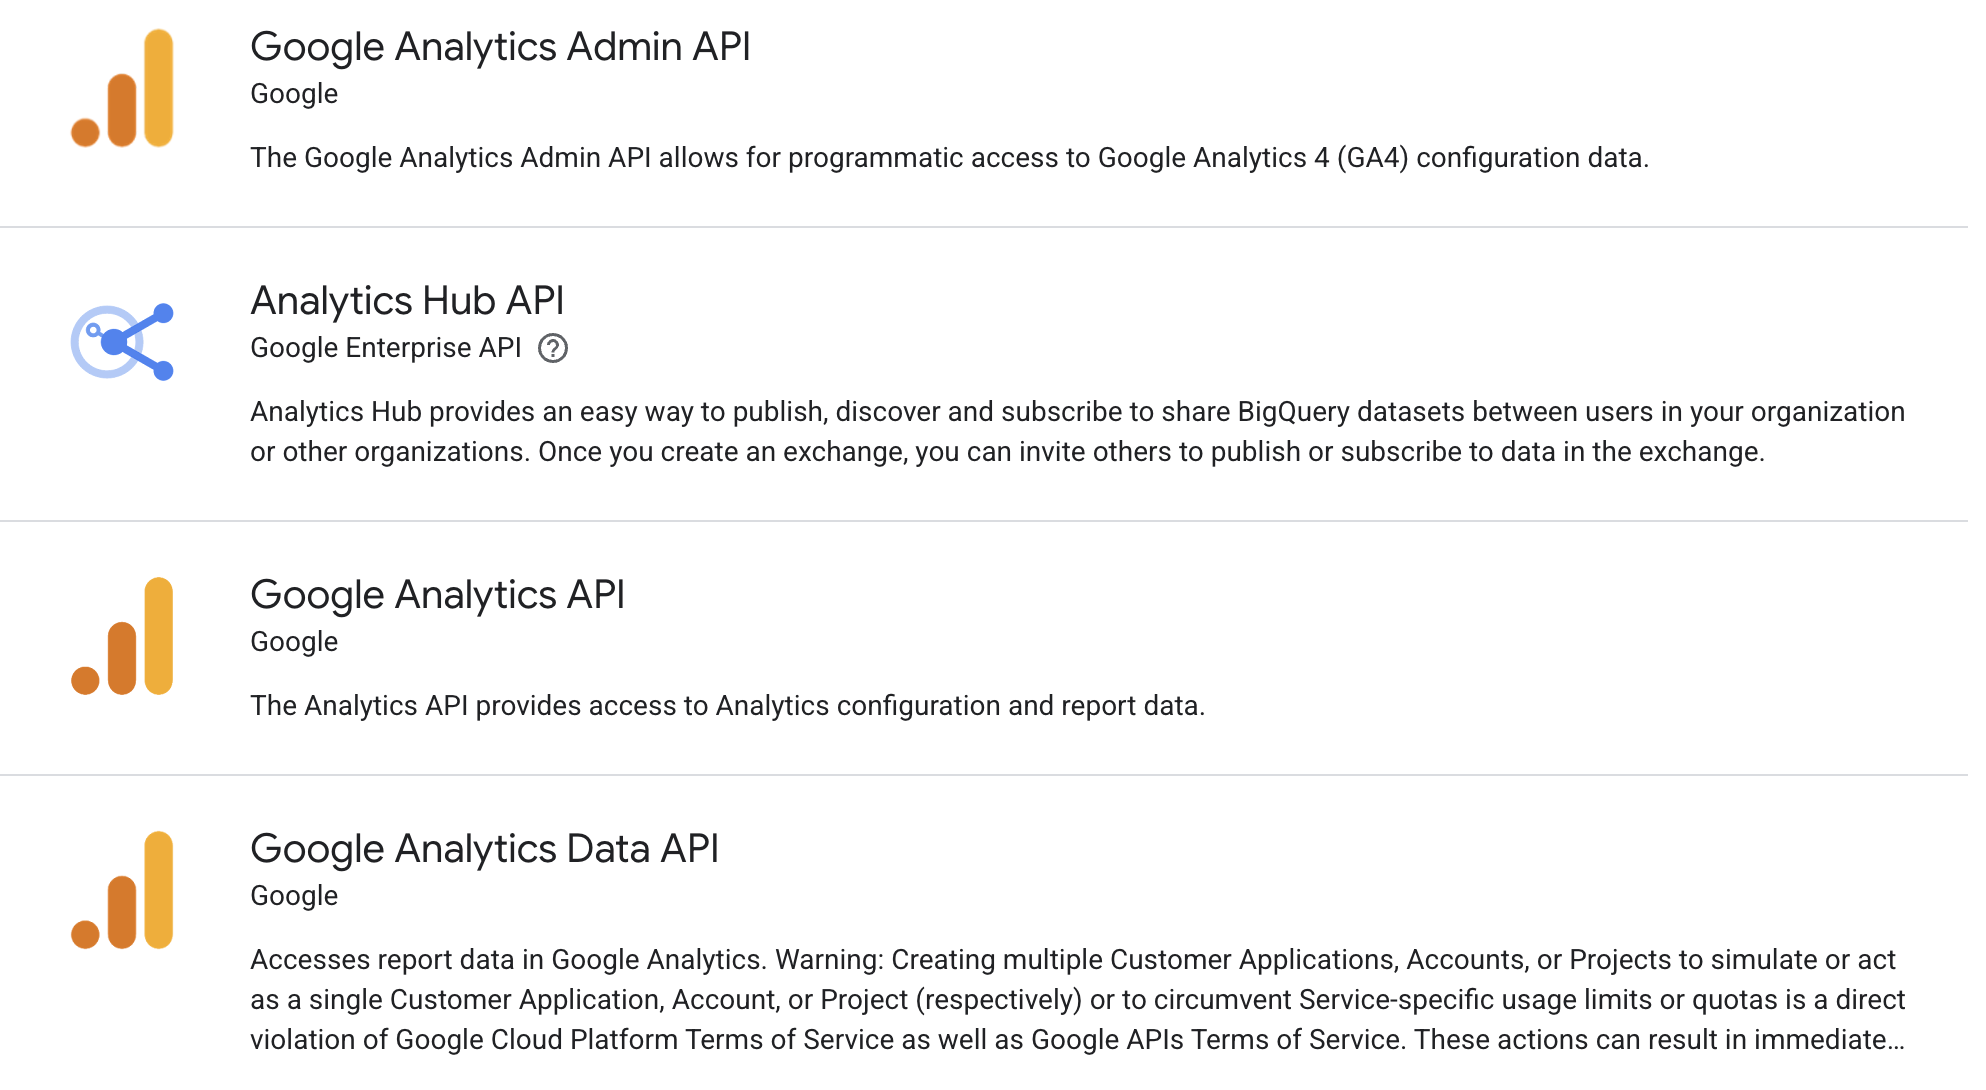 Google Analytics Admin API
Google
The Google Analytics Admin API allows for programmatic access to Google Analytics 4 (GA4) configuration data.
Analytics Hub API
Google Enterprise API
Analytics Hub provides an easy way to publish, discover and subscribe to share BigQuery datasets between users in your organization
or other organizations. Once you create an exchange, you can invite others to publish or subscribe to data in the exchange.
Google Analytics API
Google
The Analytics API provides access to Analytics configuration and report data.
Google Analytics Data API
Google
Accesses report data in Google Analytics. Warning: Creating multiple Customer Applications, Accounts, or Projects to simulate or act
as a single Customer Application, Account, or Project (respectively) or to circumvent Service-specific usage limits or quotas is a direct
violation of Google Cloud Platform Terms of Service as well as Google APIs Terms of Service. These actions can result in immediate…